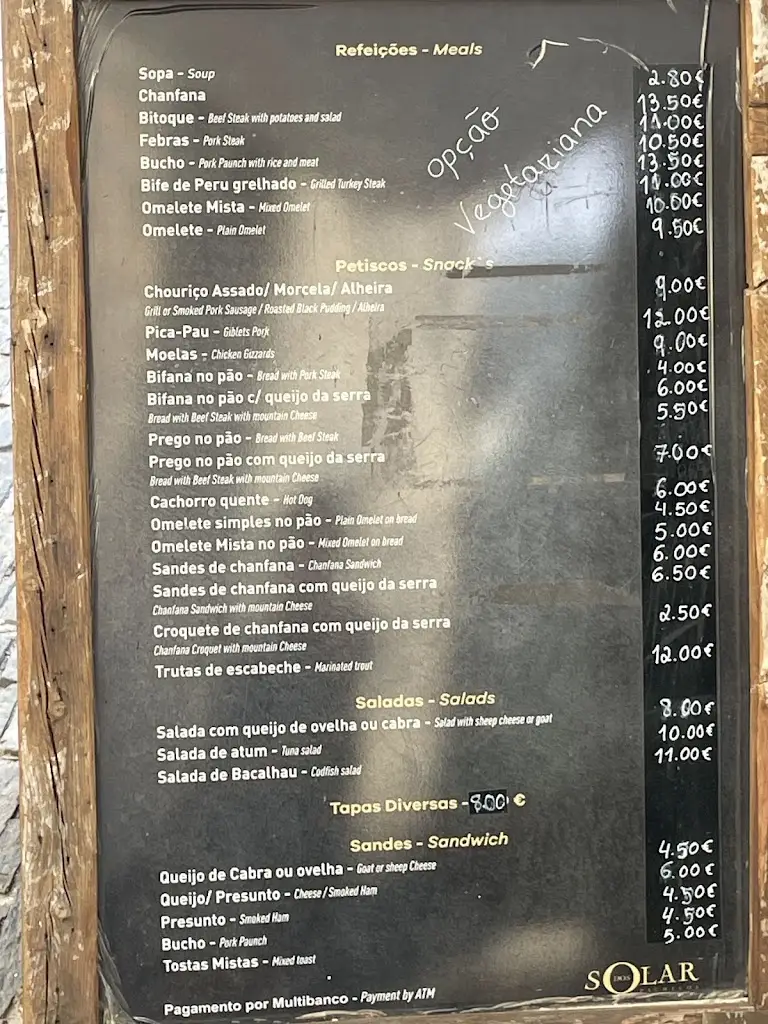 Refeições - Meals
Sopa - Soup 2.80€
Chanfana 13.50€
Bitoque - Beef Steak with potatoes and salad 11.00€
Febras - Pork Steak 10.50€
Bucho - Pork Paunch with rice and meat 13.50€
Bife de Peru grelhado - Grilled Turkey Steak 11.00€
Omelete Mista - Mixed Omelet 10.00€
Omelete - Plain Omelet 9.50€
opção
Vegetariana
Petiscos - Snack`s
Chouriço Assado/ Morcela/ Alheira 9.00€
Grill or Smoked Pork Sausage / Roasted Black Pudding / Alheira
Pica-Pau - Giblets Pork 12.00€
Moelas - Chicken Gizzards 9.00€
Bifana no pão - Bread with Pork Steak 4.00€
Bifana no pão c/ queijo da serra 6.00€
Bread with Beef Steak with mountain Cheese
Prego no pão - Bread with Beef Steak 5.50€
Prego no pão com queijo da serra 7.00€
Bread with Beef Steak with mountain Cheese
Cachorro quente - Hot Dog 6.00€
Omelete simples no pão - Plain Omelet on bread 4.50€
Omelete Mista no pão - Mixed Omelet on bread 5.00€
Sandes de chanfana - Chanfana Sandwich 6.00€
Sandes de chanfana com queijo da serra 6.50€
Chanfana Sandwich with mountain Cheese
Croquete de chanfana com queijo da serra 2.50€
Chanfana Croquet with mountain Cheese
Trutas de escabeche - Marinated trout 12.00€
Saladas - Salads
Salada com queijo de ovelha ou cabra - Salad with sheep cheese or goat 8.00€
Salada de atum - Tuna salad 10.00€
Salada de Bacalhau - Codfish salad 11.00€
Tapas Diversas - 8.00 €
Sandes - Sandwich
Queijo de Cabra ou ovelha - Goat or sheep Cheese 4.50€
Queijo/ Presunto - Cheese / Smoked Ham 6.00€
Presunto - Smoked Ham 4.50€
Bucho - Pork Paunch 4.50€
Tostas Mistas - Mixed toast 5.00€
SOLAR
DOS
Pagamento por Multibanco - Payment by ATM